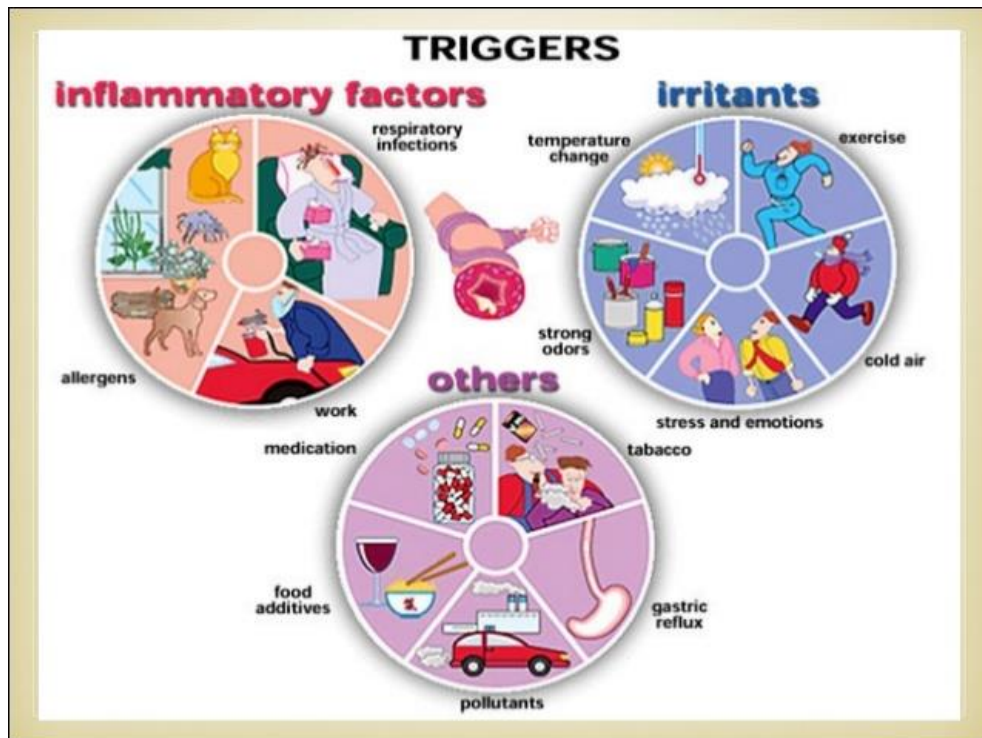 TRIGGERS
inflammatory factors
respiratory
infections
allergens
work
irritants
temperature
change
exercise
strong
odors
cold air
stress and emotions
others
medication
tabacco
food
additives
gastric
reflux
pollutants